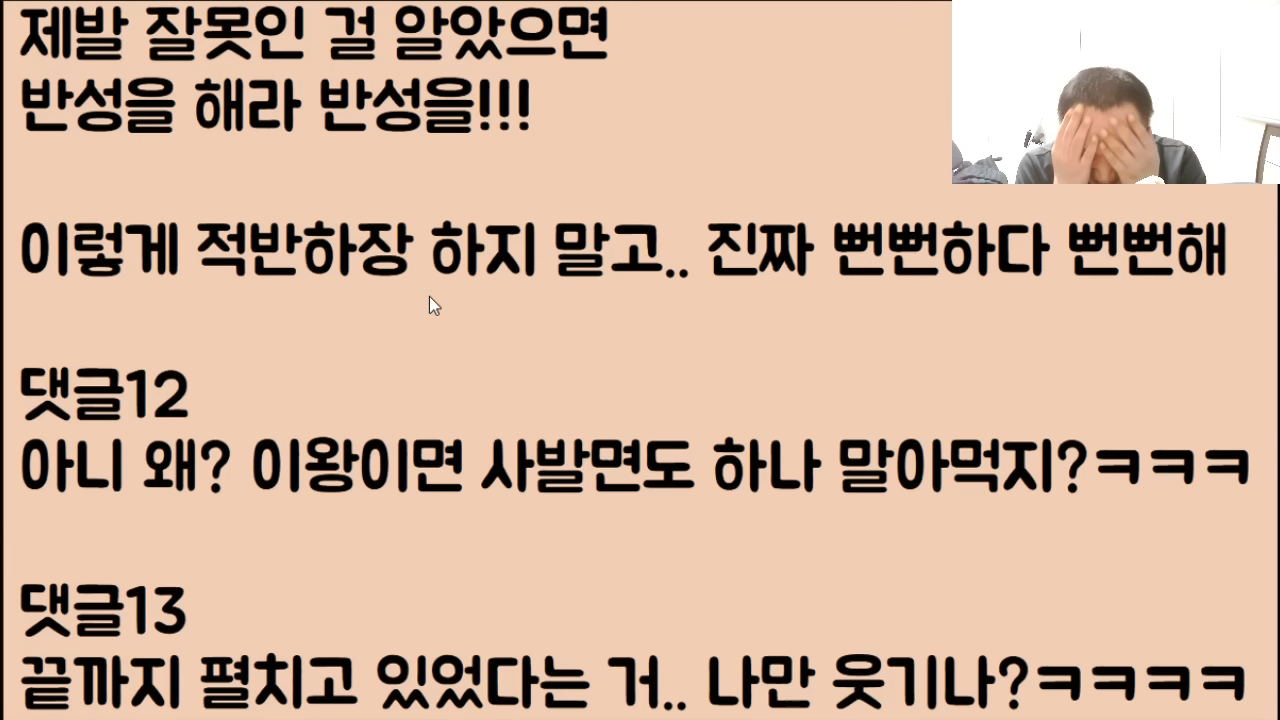 제발 잘못인 걸 알았으면
반성을 해라 반성을!!!
이렇게 적반하장 하지 말고.. 진짜 뻔뻔하다 뻔뻔해
댓글12
아니 왜? 이왕이면 사발면도 하나 말아먹지?ㅋㅋㅋ
댓글13
끝까지 펼치고 있었다는 거.. 나만 웃기나?ㅋㅋㅋㅋ